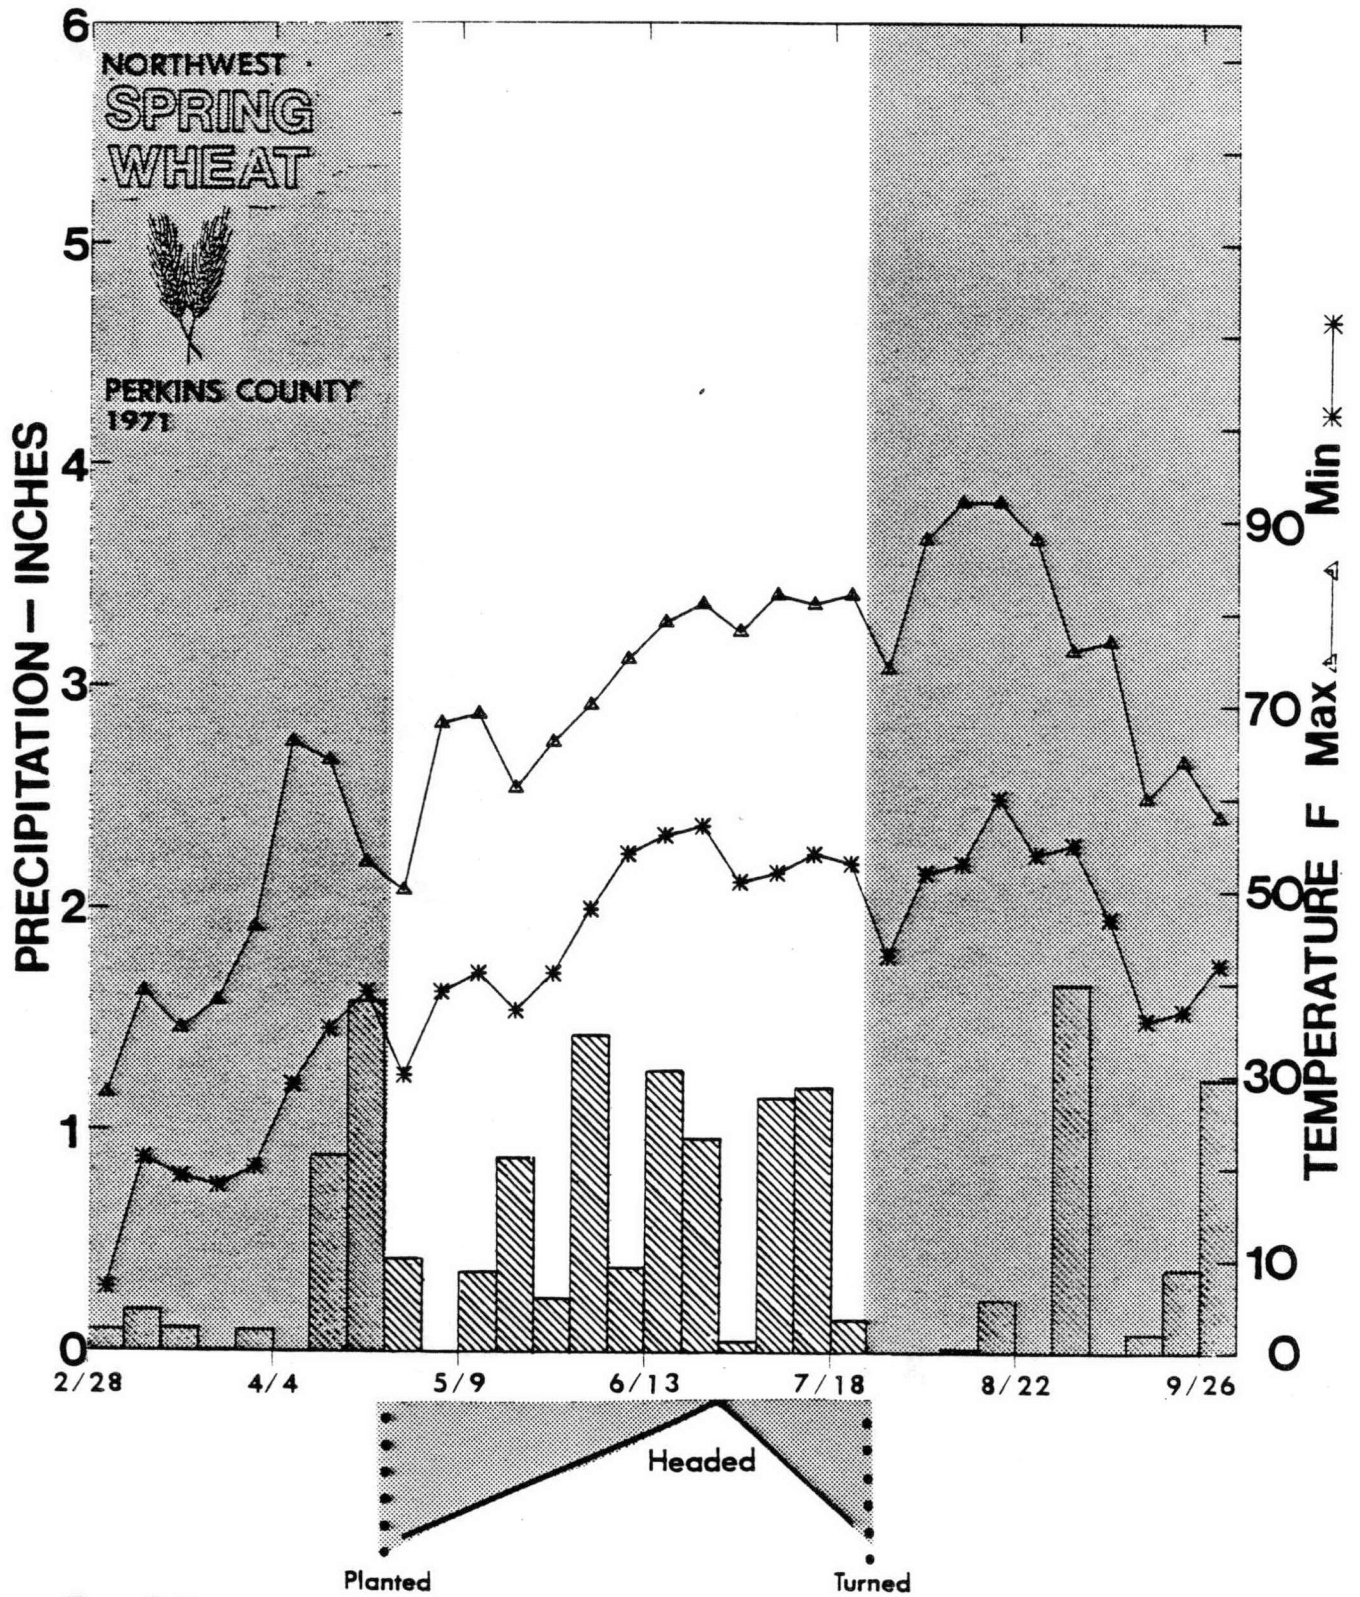 6
NORTHWEST
SPRING
WHEAT
5
PERKINS COUNTY
1971
4
3
2
1
0
PRECIPITATION — INCHES
90
70
50
30
10
0
TEMPERATURE F Max Min
2/28 4/4 5/9 6/13 7/18 8/22 9/26
Headed
Planted Turned